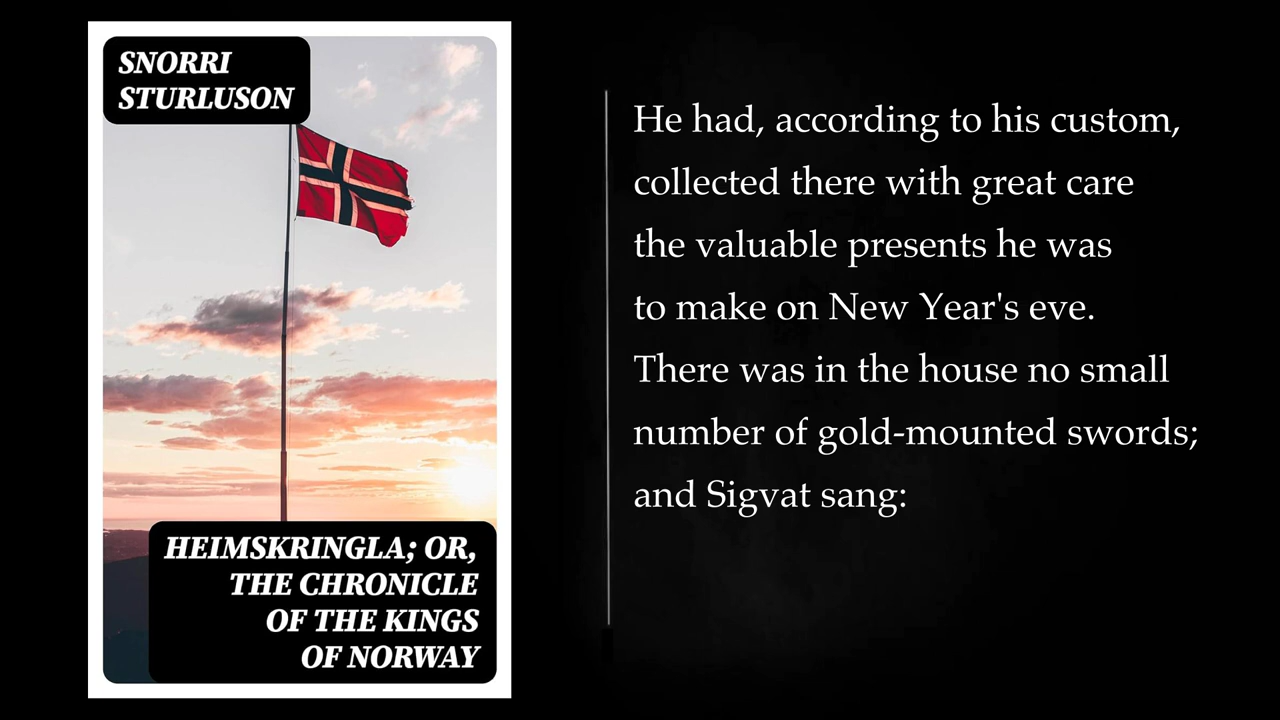 SNORRI
STURLUSON
HEIMSKRINGLA; OR,
THE CHRONICLE
OF THE KINGS
OF NORWAY
He had, according to his custom,
collected there with great care
the valuable presents he was
to make on New Year's eve.
There was in the house no small
number of gold-mounted swords;
and Sigvat sang: